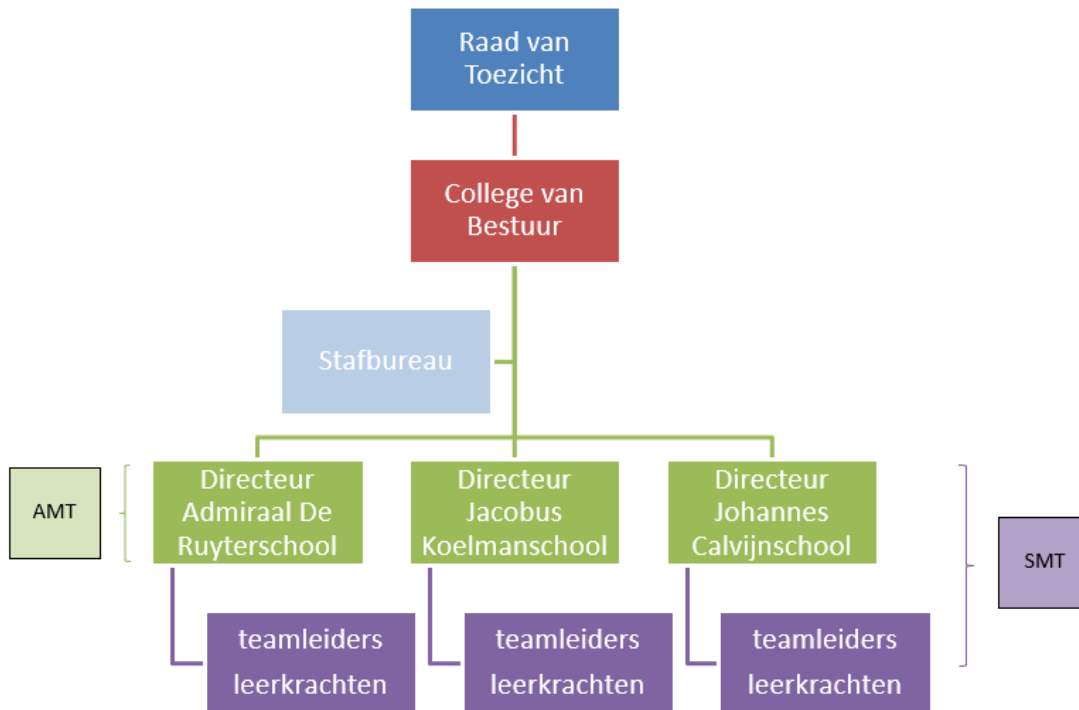 Raad van
Toezicht
College van
Bestuur
Stafbureau
AMT
Directeur
Admiraal De
Ruyterschool
Directeur
Jacobus
Koelmanschool
Directeur
Johannes
Calvijnschool
SMT
teamleiders
leerkrachten
teamleiders
leerkrachten
teamleiders
leerkrachten